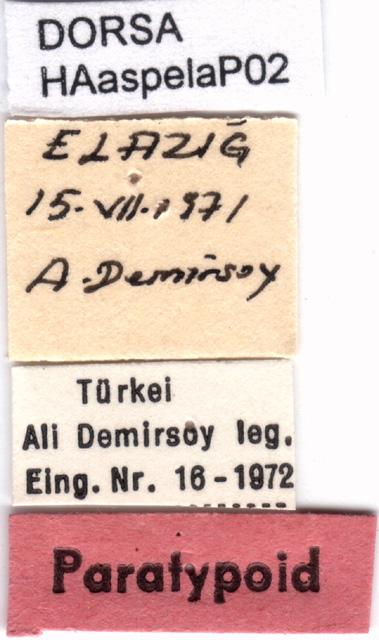 DORSA
HAaspelaP02
ELAZIĞ
15.VII.1971
A. Demirsoy
Türkei
Ali Demirsoy leg.
Eing. Nr. 16-1972
Paratypoid